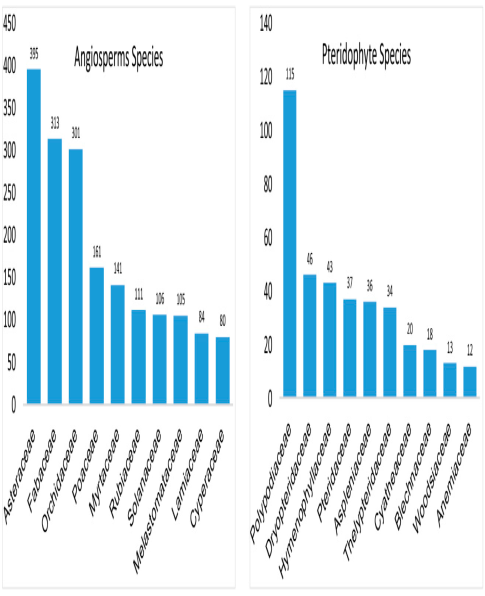 Angiosperms Species
450
400
350
300
250
200
150
100
50
0
395
313
301
161
141
111
106
105
84
80
Asteraceae
Fabaceae
Orchidaceae
Poaceae
Myrtaceae
Rubiaceae
Solanaceae
Melastomataceae
Lamiaceae
Cyperaceae
Pteridophyte Species
140
120
100
80
60
40
20
0
115
46
43
37
36
34
20
18
13
12
Polypodiaceae
Dryopteridaceae
Hymenophyllaceae
Pteridaceae
Aspleniaceae
Thelypteridaceae
Cyatheaceae
Blechnaceae
Woodsiaceae
Anemiaceae